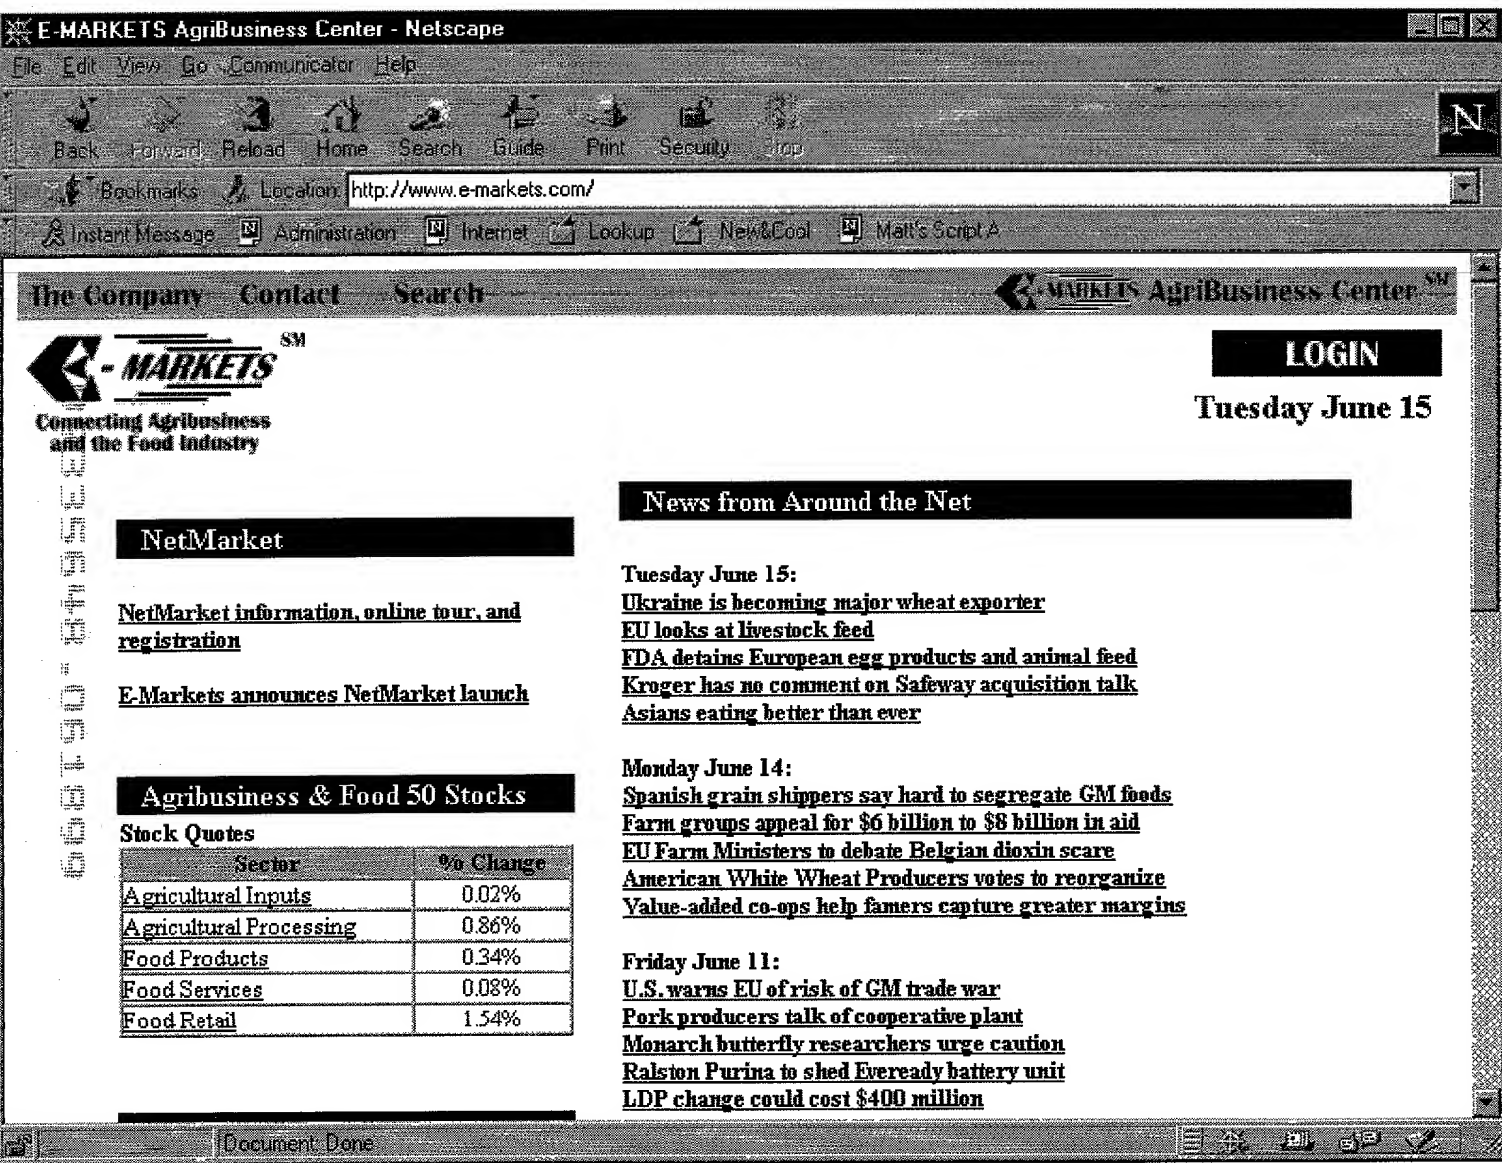 E-MARKETS AgriBusiness Center - Netscape
File Edit View Go Communicator Help
Back Forward Reload Home Search Guide Print Security Stop
N
Bookmarks Location: http://www.e-markets.com/
Instant Message Administration Internet Lookup New&Cool Matt's Script A
The Company Contact Search
E-MARKETS AgriBusiness Center SM
E-MARKETS SM
Connecting Agribusiness
and the Food Industry
LOGIN
Tuesday June 15
NetMarket
NetMarket information, online tour, and
registration
E-Markets announces NetMarket launch
Agribusiness & Food 50 Stocks
Stock Quotes
Sector % Change
Agricultural Inputs 0.02%
Agricultural Processing 0.86%
Food Products 0.34%
Food Services 0.08%
Food Retail 1.54%
News from Around the Net
Tuesday June 15:
Ukraine is becoming major wheat exporter
EU looks at livestock feed
FDA detains European egg products and animal feed
Kroger has no comment on Safeway acquisition talk
Asians eating better than ever
Monday June 14:
Spanish grain shippers say hard to segregate GM foods
Farm groups appeal for $6 billion to $8 billion in aid
EU Farm Ministers to debate Belgian dioxin scare
American White Wheat Producers votes to reorganize
Value-added co-ops help famers capture greater margins
Friday June 11:
U.S. warns EU of risk of GM trade war
Pork producers talk of cooperative plant
Monarch butterfly researchers urge caution
Ralston Purina to shed Eveready battery unit
LDP change could cost $400 million
Document: Done